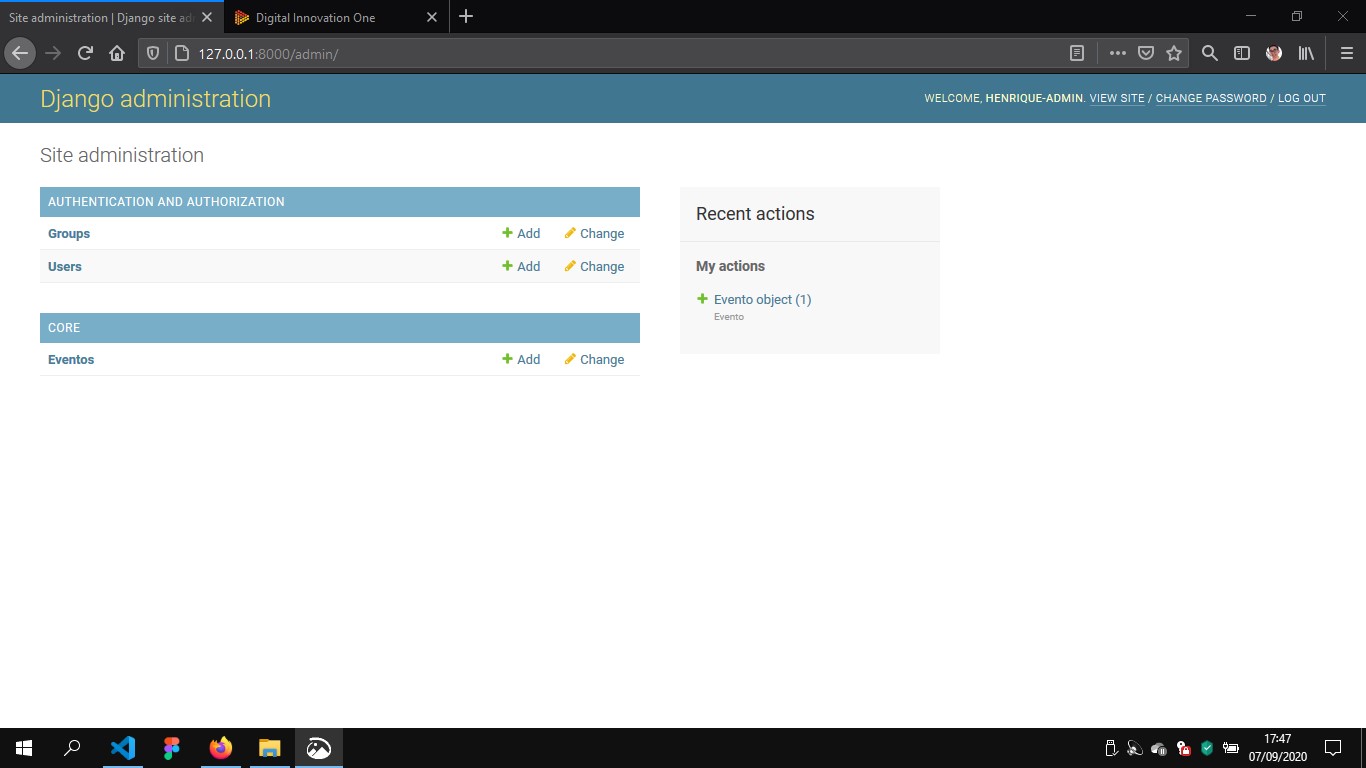 Site administration | Django site ad
Digital Innovation One
127.0.0.1:8000/admin/
Django administration
WELCOME, HENRIQUE-ADMIN. VIEW SITE / CHANGE PASSWORD / LOG OUT
Site administration
AUTHENTICATION AND AUTHORIZATION
Groups Add Change
Users Add Change
CORE
Eventos Add Change
Recent actions
My actions
Evento object (1)
Evento
17:47
07/09/2020